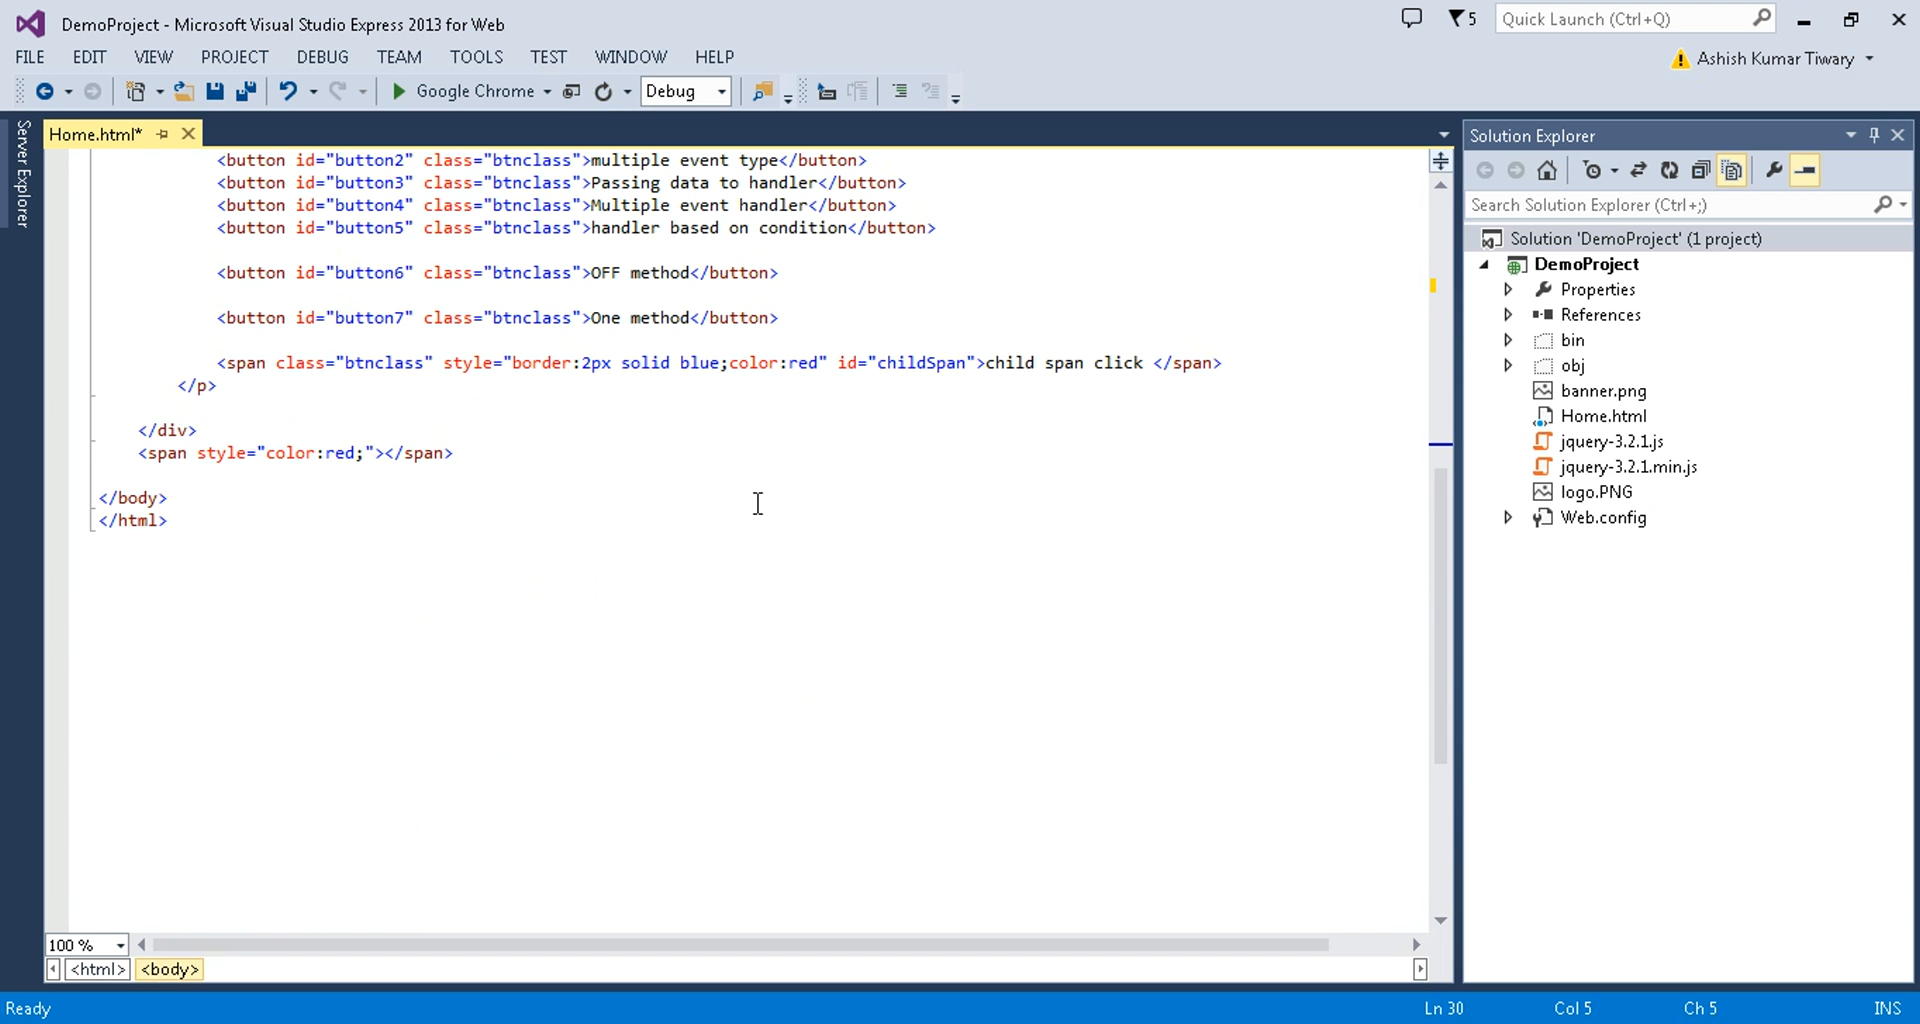 DemoProject - Microsoft Visual Studio Express 2013 for Web
5
Quick Launch (Ctrl+Q)
FILE EDIT VIEW PROJECT DEBUG TEAM TOOLS TEST WINDOW HELP
Ashish Kumar Tiwary
Google Chrome
Debug
Server Explorer
Home.html*
<button id="button2" class="btnclass">multiple event type</button>
<button id="button3" class="btnclass">Passing data to handler</button>
<button id="button4" class="btnclass">Multiple event handler</button>
<button id="button5" class="btnclass">handler based on condition</button>
<button id="button6" class="btnclass">OFF method</button>
<button id="button7" class="btnclass">One method</button>
<span class="btnclass" style="border:2px solid blue;color:red" id="childSpan">child span click </span>
</p>
</div>
<span style="color:red;"></span>
</body>
</html>
100 %
<html> <body>
Solution Explorer
Search Solution Explorer (Ctrl+;)
Solution 'DemoProject' (1 project)
DemoProject
Properties
References
bin
obj
banner.png
Home.html
jquery-3.2.1.js
jquery-3.2.1.min.js
logo.PNG
Web.config
Ready Ln 30 Col 5 Ch 5 INS